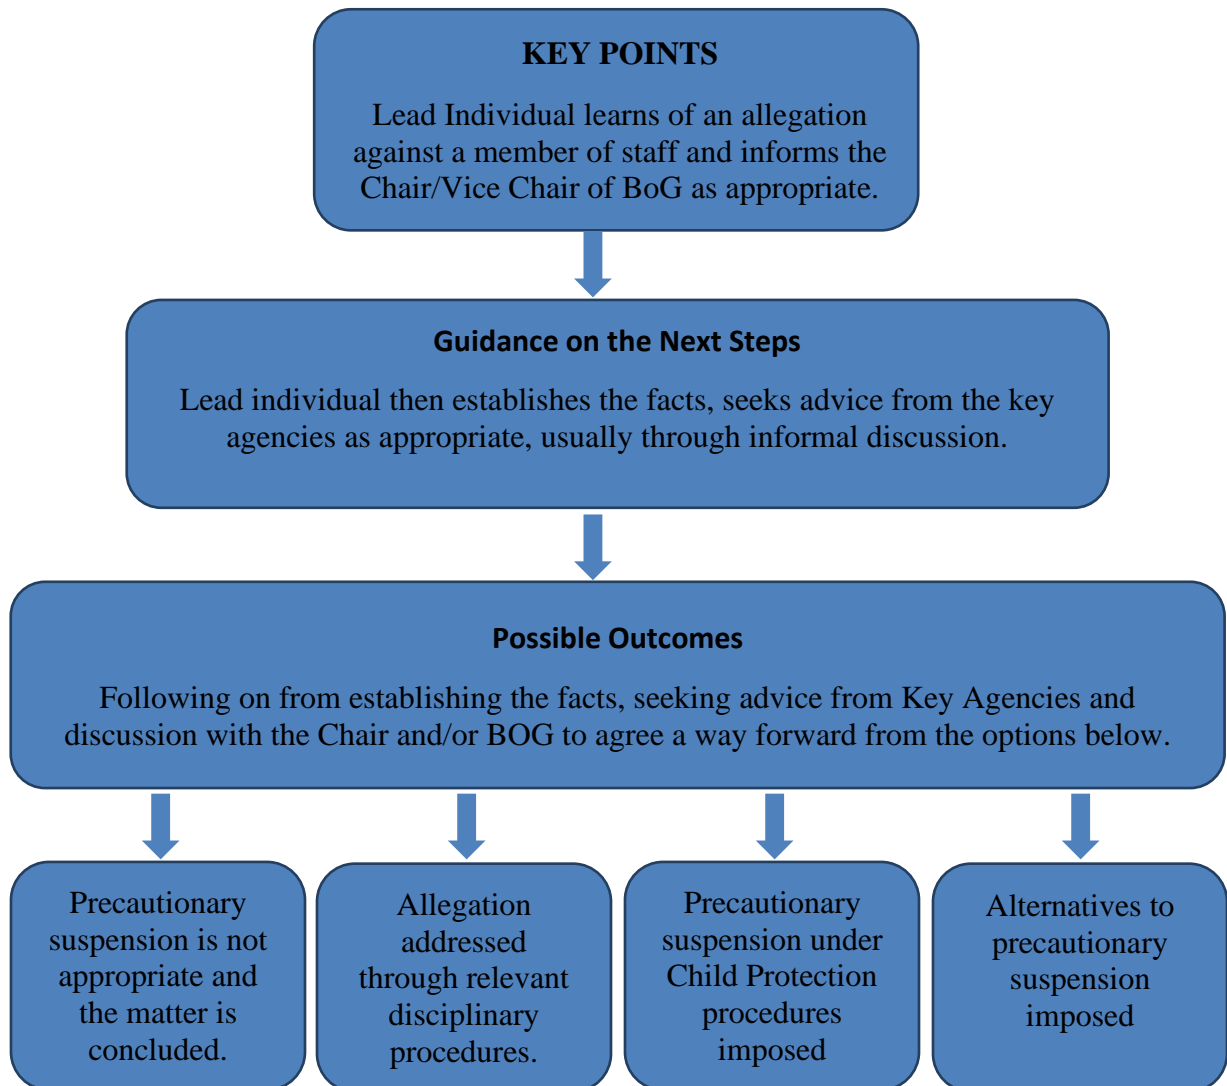 KEY POINTS
Lead Individual learns of an allegation
against a member of staff and informs the
Chair/Vice Chair of BoG as appropriate.
Guidance on the Next Steps
Lead individual then establishes the facts, seeks advice from the key
agencies as appropriate, usually through informal discussion.
Possible Outcomes
Following on from establishing the facts, seeking advice from Key Agencies and
discussion with the Chair and/or BOG to agree a way forward from the options below.
Precautionary
suspension is not
appropriate and
the matter is
concluded.
Allegation
addressed
through relevant
disciplinary
procedures.
Precautionary
suspension under
Child Protection
procedures
imposed
Alternatives to
precautionary
suspension
imposed